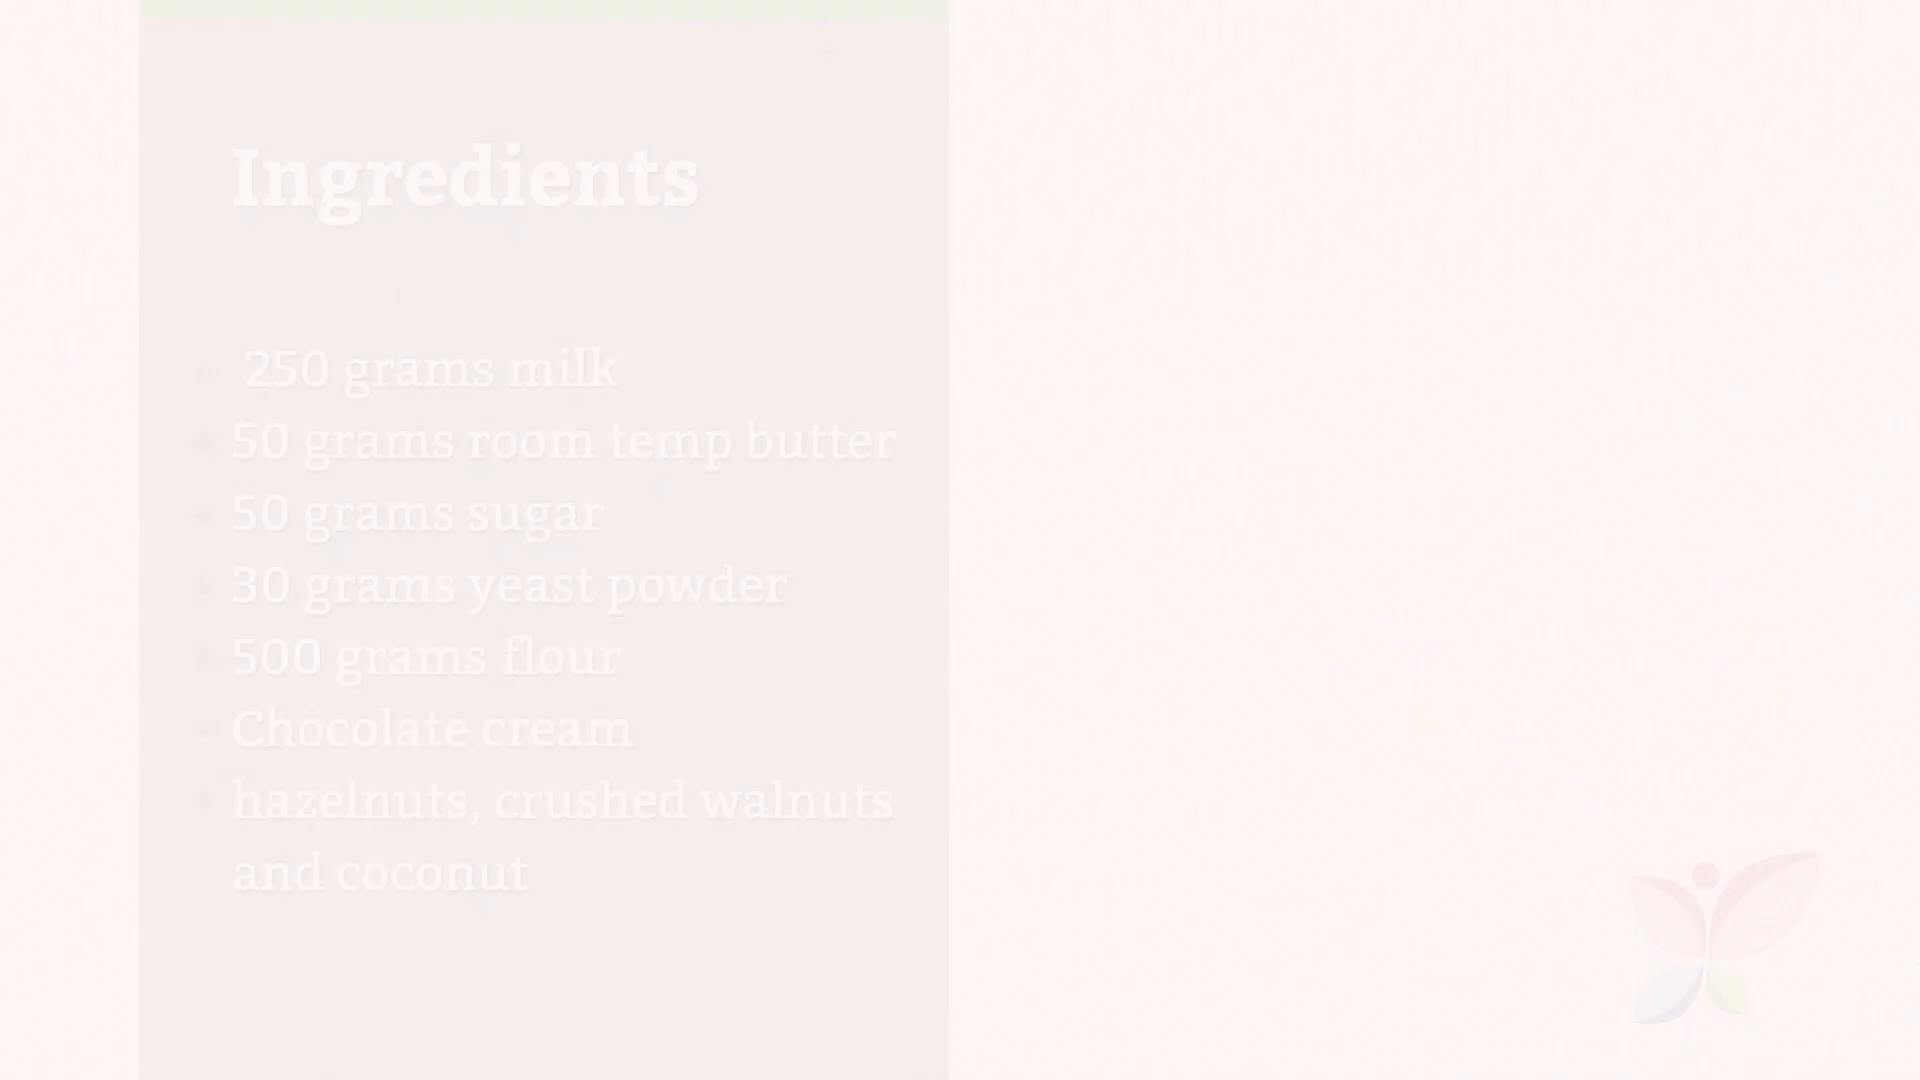 Ingredients
250 grams milk
50 grams room temp butter
50 grams sugar
30 grams yeast powder
500 grams flour
Chocolate cream
hazelnuts, crushed walnuts
and coconut